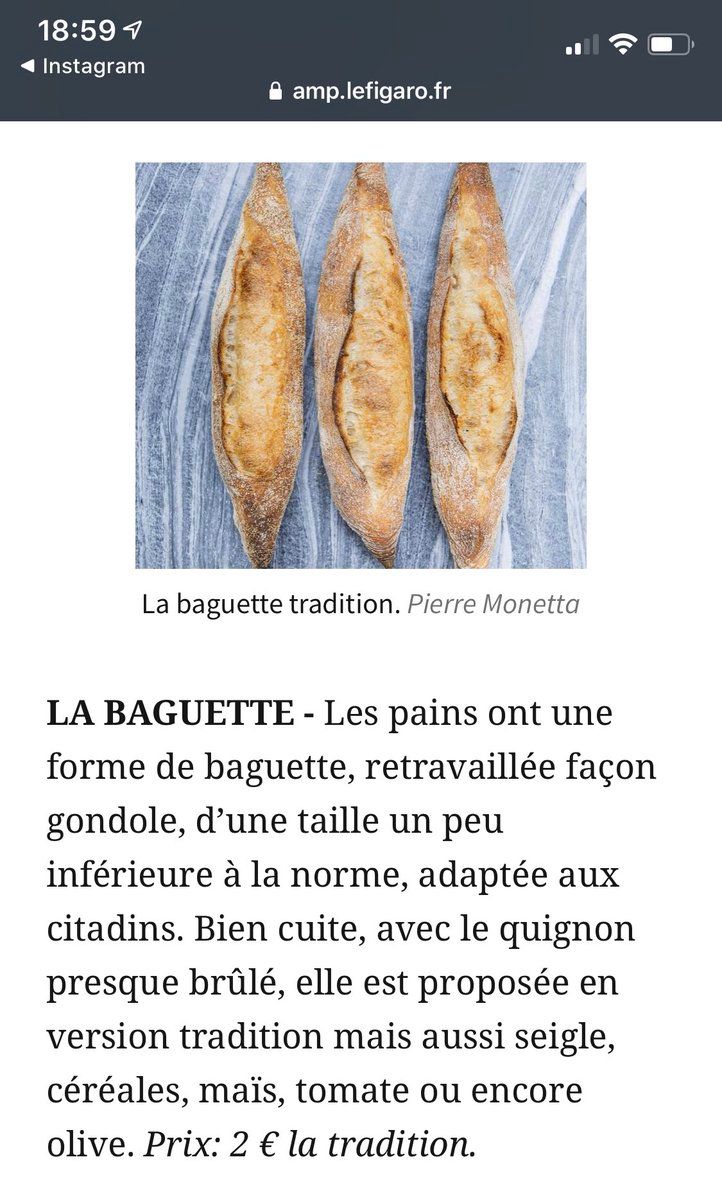 18:59
◀ Instagram
amp.lefigaro.fr
La baguette tradition. Pierre Monetta
LA BAGUETTE - Les pains ont une
forme de baguette, retravaillée façon
gondole, d’une taille un peu
inférieure à la norme, adaptée aux
citadins. Bien cuite, avec le quignon
presque brûlé, elle est proposée en
version tradition mais aussi seigle,
céréales, maïs, tomate ou encore
olive. Prix: 2 € la tradition.